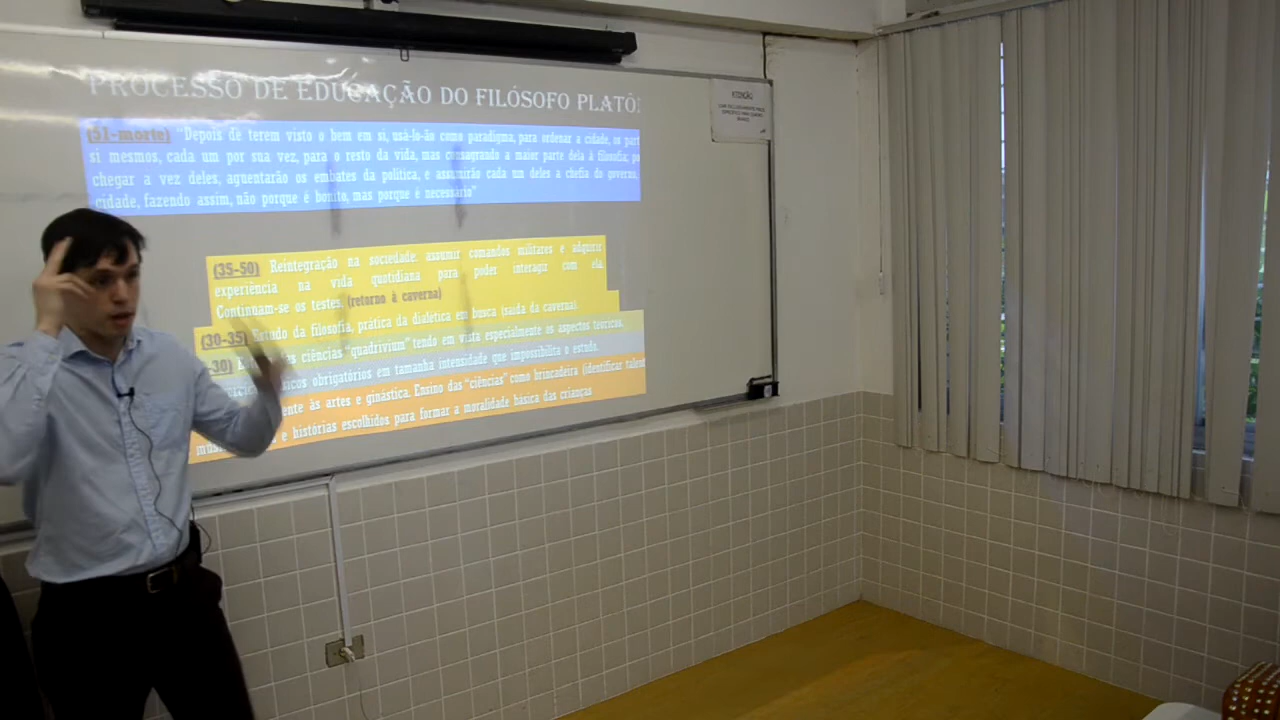 PROCESSO DE EDUCAÇÃO DO FILÓSOFO PLATÔ
(51-morte) "Depois de terem visto o bem em si, usá-lo-ão como paradigma, para ordenar a cidade, os part
si mesmos, cada um por sua vez, para o resto da vida, mas consagrando a maior parte dela à filosofia; po
chegar a vez deles, aguentarão os embates da política, e assumirão cada um deles a chefia do governo,
cidade, fazendo assim, não porque é bonito, mas porque é necessário"
(35-50) Reintegração na sociedade. assumir comandos militares e adquirir
experiência na vida quotidiana para poder interagir com ela
Continuam-se os testes. (retorno à caverna)
(30-35) Estudo da filosofia, prática da dialética em busca (saída da caverna).
-30) ciências "quadrivium" tendo em vista especialmente os aspectos teóricos.
obrigatórios em tamanha intensidade que impossibilita o estudo.
às artes e ginástica. Ensino das "ciências" como brincadeira (identificar talent
e histórias escolhidos para formar a moralidade básica das crianças
ATENÇÃO